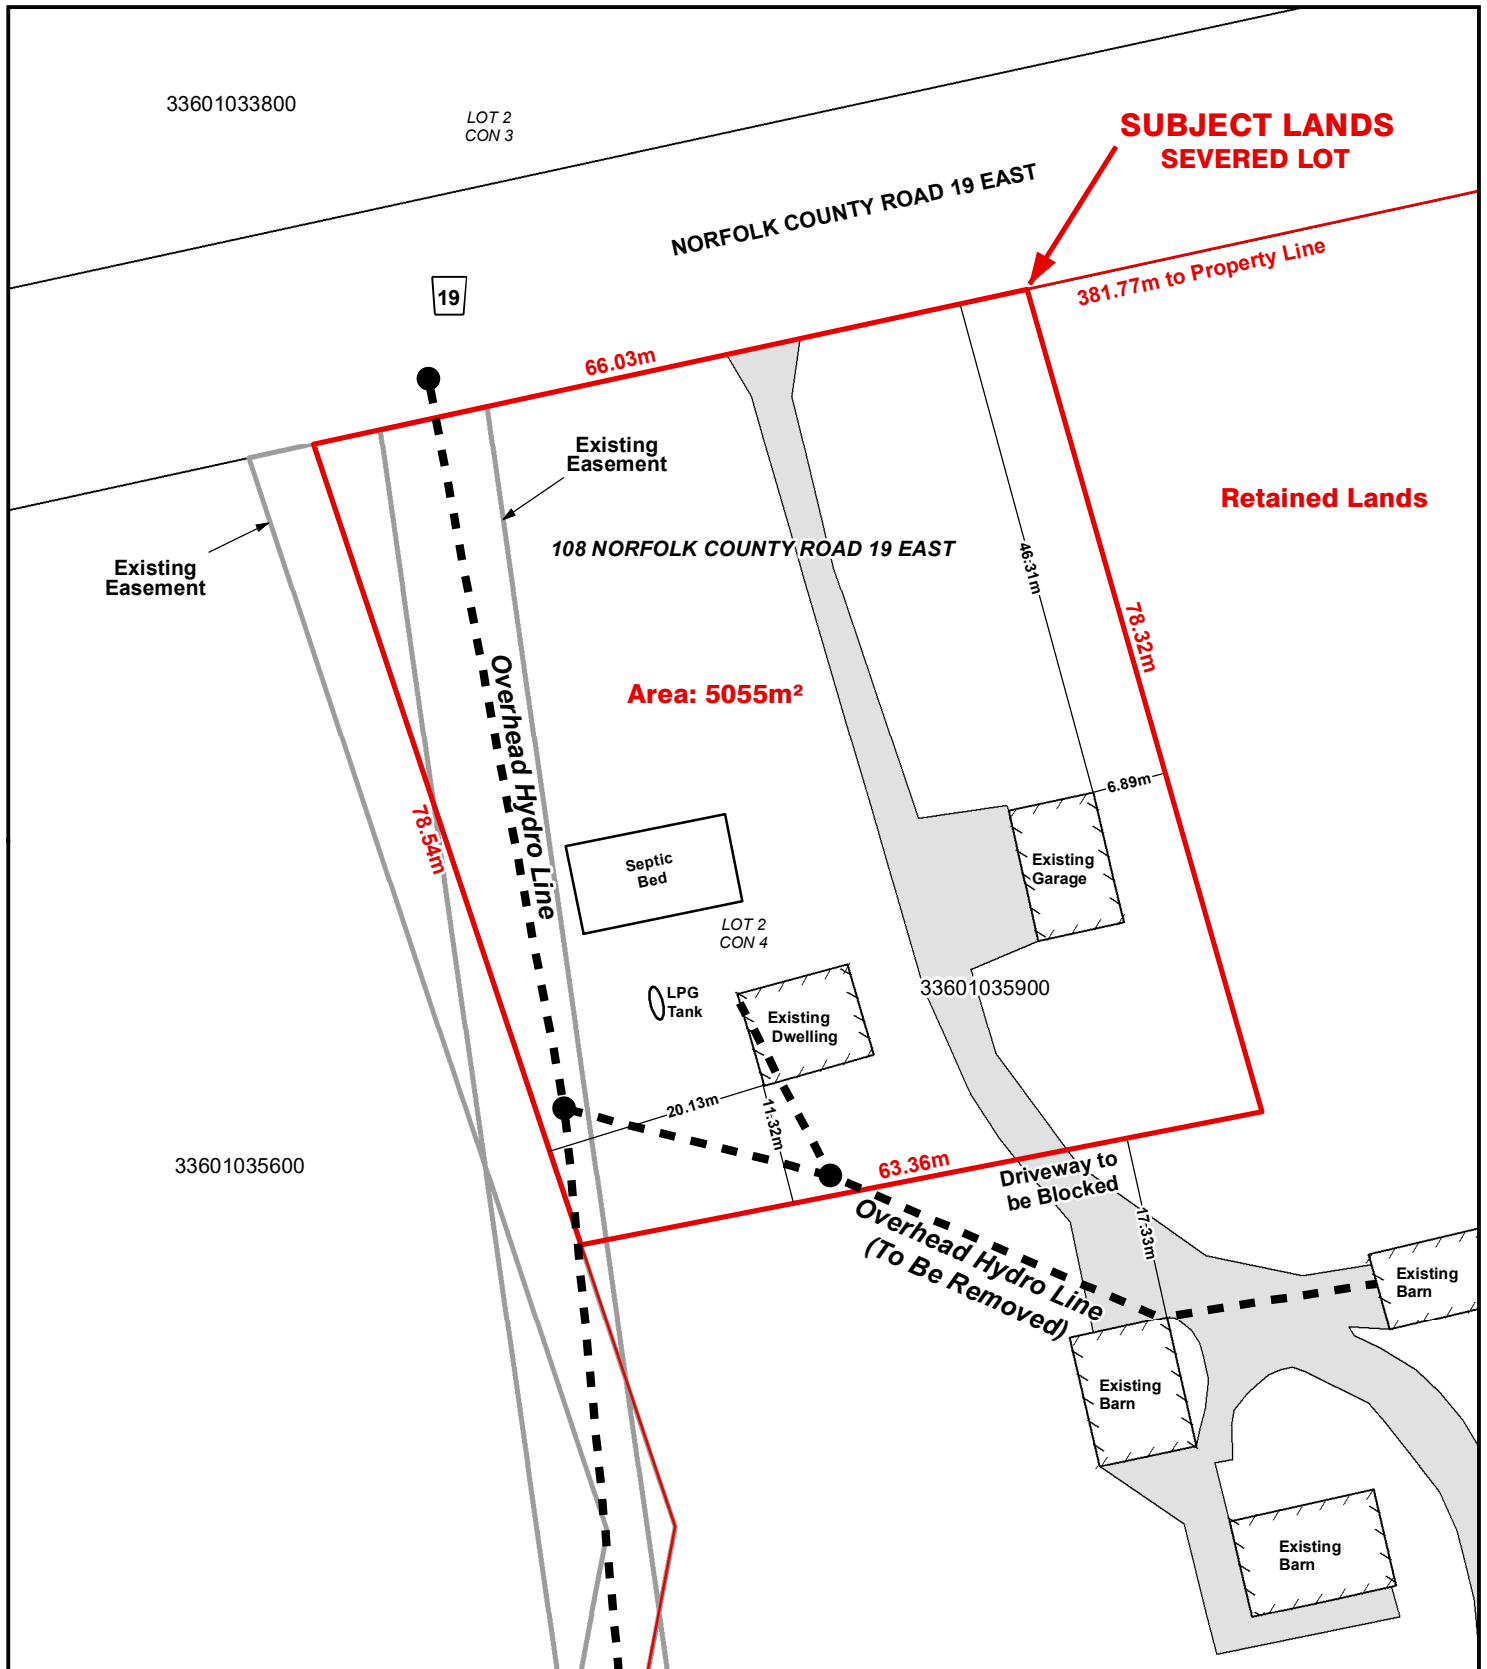 33601033800
LOT 2
CON 3
SUBJECT LANDS
SEVERED LOT
NORFOLK COUNTY ROAD 19 EAST
381.77m to Property Line
19
66.03m
Existing
Easement
Retained Lands
108 NORFOLK COUNTY ROAD 19 EAST
Existing
Easement
46.31m
78.32m
Overhead Hydro Line
Area: 5055m²
6.89m
78.54m
Septic
Bed
Existing
Garage
LOT 2
CON 4
33601035900
LPG
Tank
Existing
Dwelling
20.13m
11.32m
33601035600
63.36m
Driveway to
be Blocked
17.33m
Overhead Hydro Line
(To Be Removed)
Existing
Barn
Existing
Barn
Existing
Barn